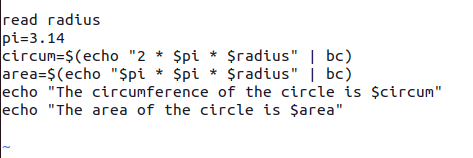 read radius
pi=3.14
circum=$(echo "2 * $pi * $radius" | bc)
area=$(echo "$pi * $pi * $radius" | bc)
echo "The circumference of the circle is $circum"
echo "The area of the circle is $area"
~